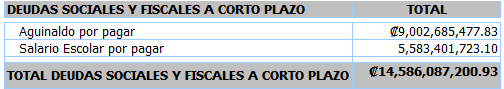 DEUDAS SOCIALES Y FISCALES A CORTO PLAZO TOTAL
Aguinaldo por pagar ₡9,002,685,477.83
Salario Escolar por pagar 5,583,401,723.10
TOTAL DEUDAS SOCIALES Y FISCALES A CORTO PLAZO ₡14,586,087,200.93